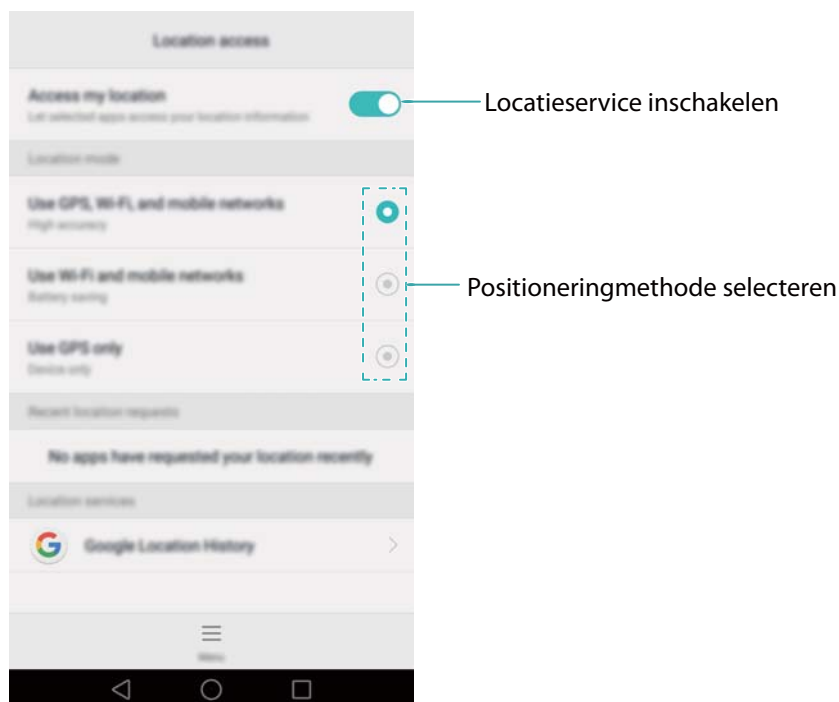 Location access
Access my location
Locatieservice inschakelen
Let selected apps access your location information
Location mode
Use GPS, Wi-Fi, and mobile networks
High accuracy
Use Wi-Fi and mobile networks
Battery saving
Positioneringmethode selecteren
Use GPS only
Device only
Recent location requests
No apps have requested your location recently
Location services
Google Location History
Menu